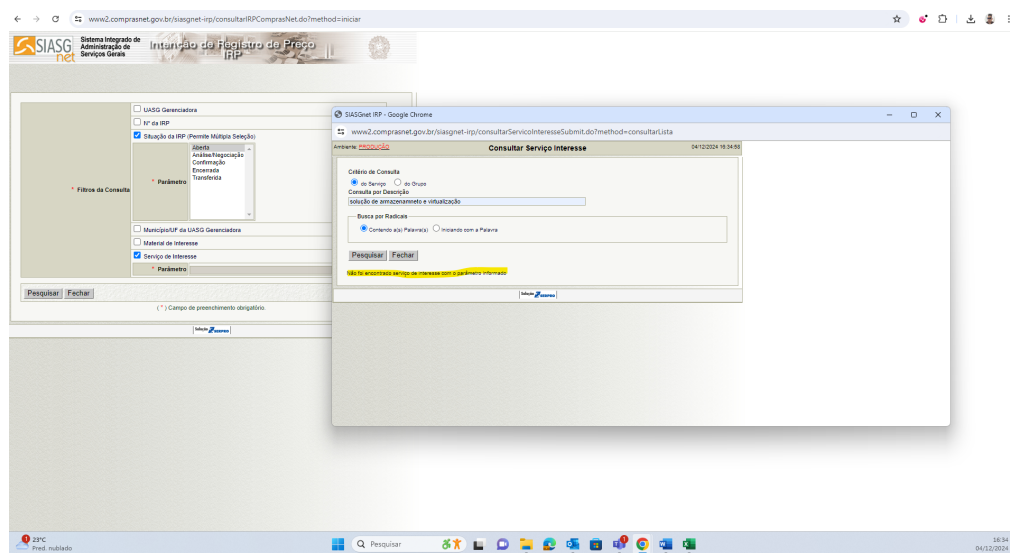 www2.comprasnet.gov.br/siasgnet-irp/consultarIRPComprasNet.do?method=iniciar
SIASG
net
Sistema Integrado de
Administração de
Serviços Gerais
Intenção de Registro de Preço
IRP
UASG Gerenciadora
Nº da IRP
Situação da IRP (Permite Múltipla Seleção)
* Filtros da Consulta
* Parâmetro
Aberta
Análise/Negociação
Confirmação
Encerrada
Transferida
Município/UF da UASG Gerenciadora
Material de Interesse
Serviço de Interesse
* Parâmetro
Pesquisar Fechar
( * ) Campo de preenchimento obrigatório.
Solução SERPRO
SIASGnet IRP - Google Chrome
www2.comprasnet.gov.br/siasgnet-irp/consultarServicoInteresseSubmit.do?method=consultarLista
Ambiente: PRODUÇÃO Consultar Serviço Interesse 04/12/2024 16:34:58
Critério de Consulta
do Serviço do Grupo
Consulta por Descrição
solução de armazenamneto e virtualização
Busca por Radicais
Contendo a(s) Palavra(s) Iniciando com a Palavra
Pesquisar Fechar
Não foi encontrado serviço de interesse com o parâmetro informado
Solução SERPRO
1
23°C
Pred. nublado
Pesquisar
16:34
04/12/2024